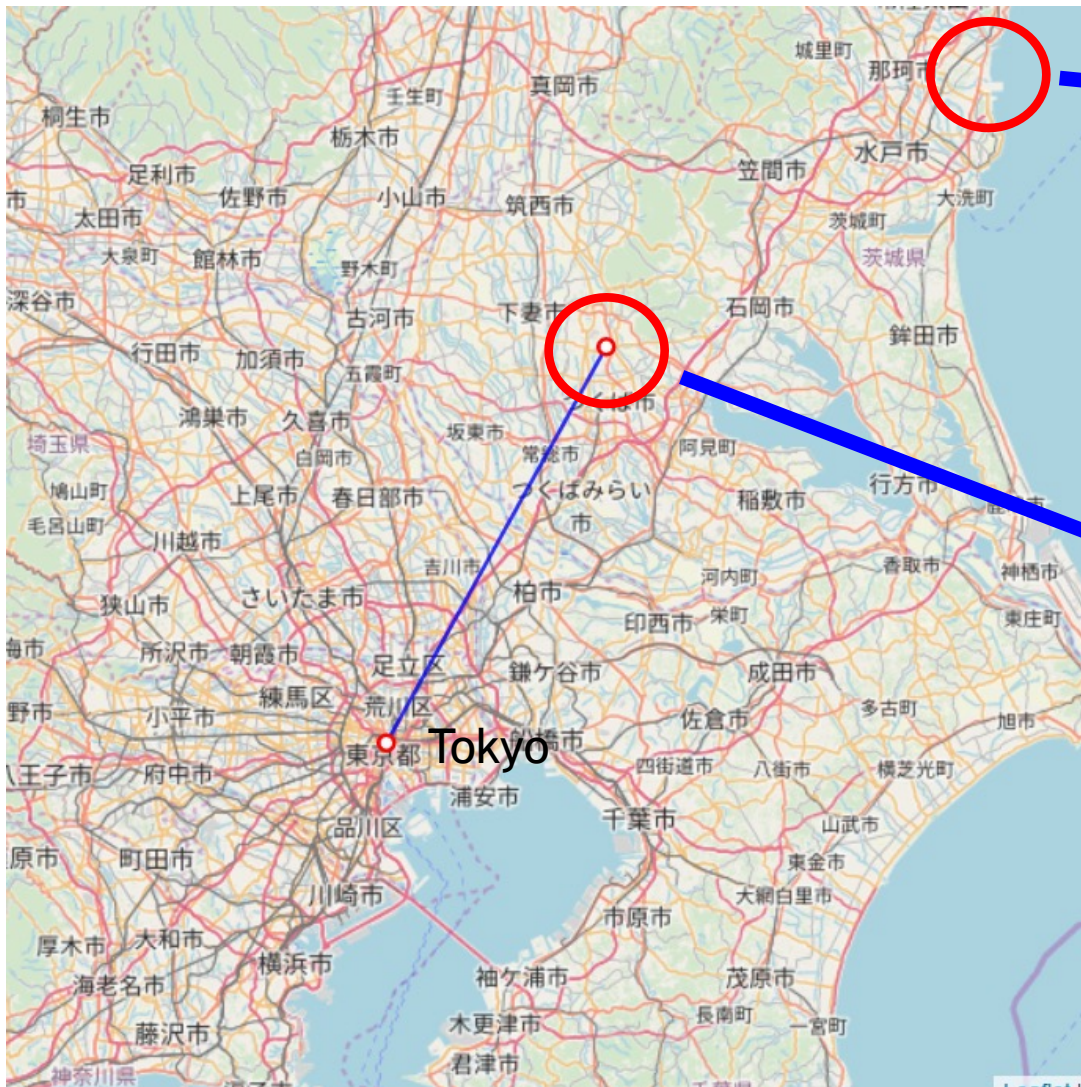 城里町
那珂市
真岡市
壬生町
桐生市
栃木市
水戸市
足利市
笠間市
佐野市
小山市
大洗町
市
筑西市
太田市
茨城町
大泉町
館林市
茨城県
野木町
深谷市
下妻市
石岡市
古河市
鉾田市
行田市
加須市
五霞町
つくば市
鴻巣市
久喜市
坂東市
埼玉県
阿見町
常総市
白岡市
鳩山町
上尾市
春日部市
つくばみらい
市
稲敷市
行方市
毛呂山町
川越市
吉川市
香取市
神栖市
河内町
柏市
さいたま市
狭山市
栄町
印西市
東庄町
所沢市
朝霞市
足立区
鎌ケ谷市
成田市
練馬区
荒川区
野市
小平市
佐倉市
多古町
旭市
東京都
Tokyo
八王子市
府中市
四街道市
八街市
横芝光町
浦安市
品川区
千葉市
山武市
町田市
東金市
川崎市
大網白里市
市原市
厚木市
大和市
横浜市
海老名市
袖ケ浦市
茂原市
木更津市
長南町
一宮町
藤沢市
君津市
神奈川県